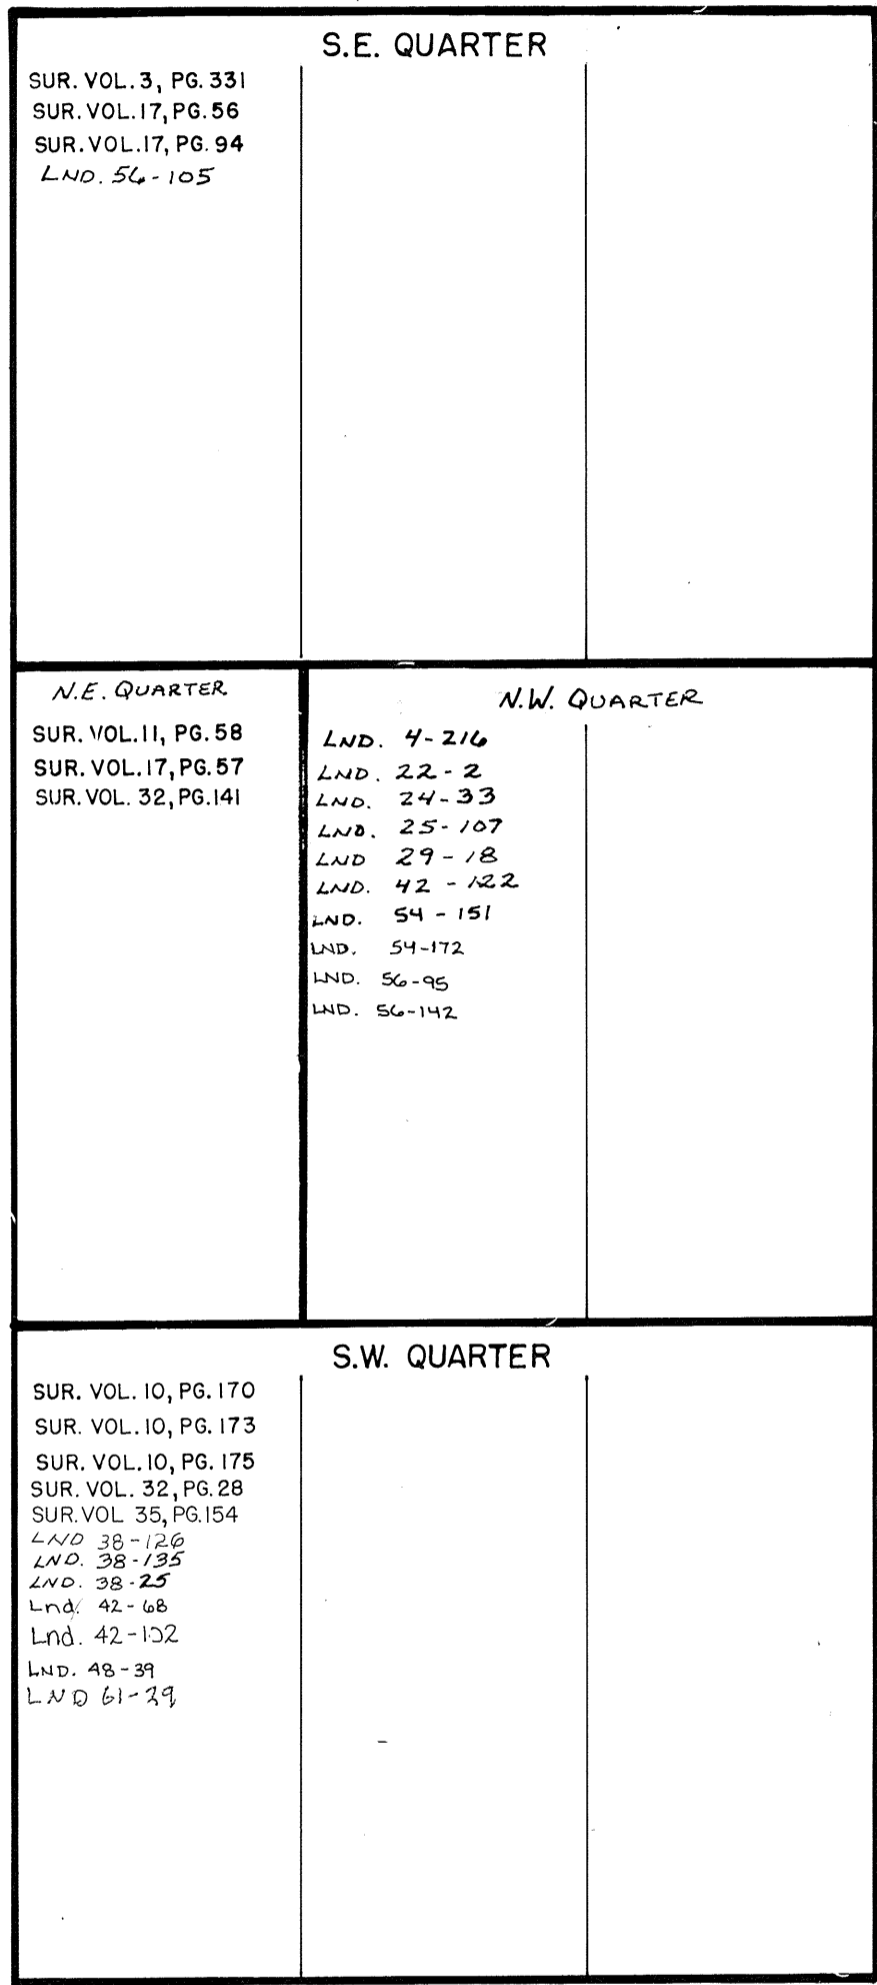 S.E. QUARTER
SUR. VOL. 3, PG. 331
SUR. VOL. 17, PG. 56
SUR. VOL. 17, PG. 94
LND. 56-105
N.E. QUARTER
SUR. VOL. 11, PG. 58
SUR. VOL. 17, PG. 57
SUR. VOL. 32, PG. 141
N.W. QUARTER
LND. 4-216
LND. 22-2
LND. 24-33
LND. 25-107
LND 29-18
LND. 42-122
LND. 54-151
LND. 54-172
LND. 56-95
LND. 56-142
S.W. QUARTER
SUR. VOL. 10, PG. 170
SUR. VOL. 10, PG. 173
SUR. VOL. 10, PG. 175
SUR. VOL. 32, PG. 28
SUR. VOL 35, PG. 154
LND 38-126
LND. 38-135
LND. 38-25
Lnd. 42-68
Lnd.
LND. 48-39
LND